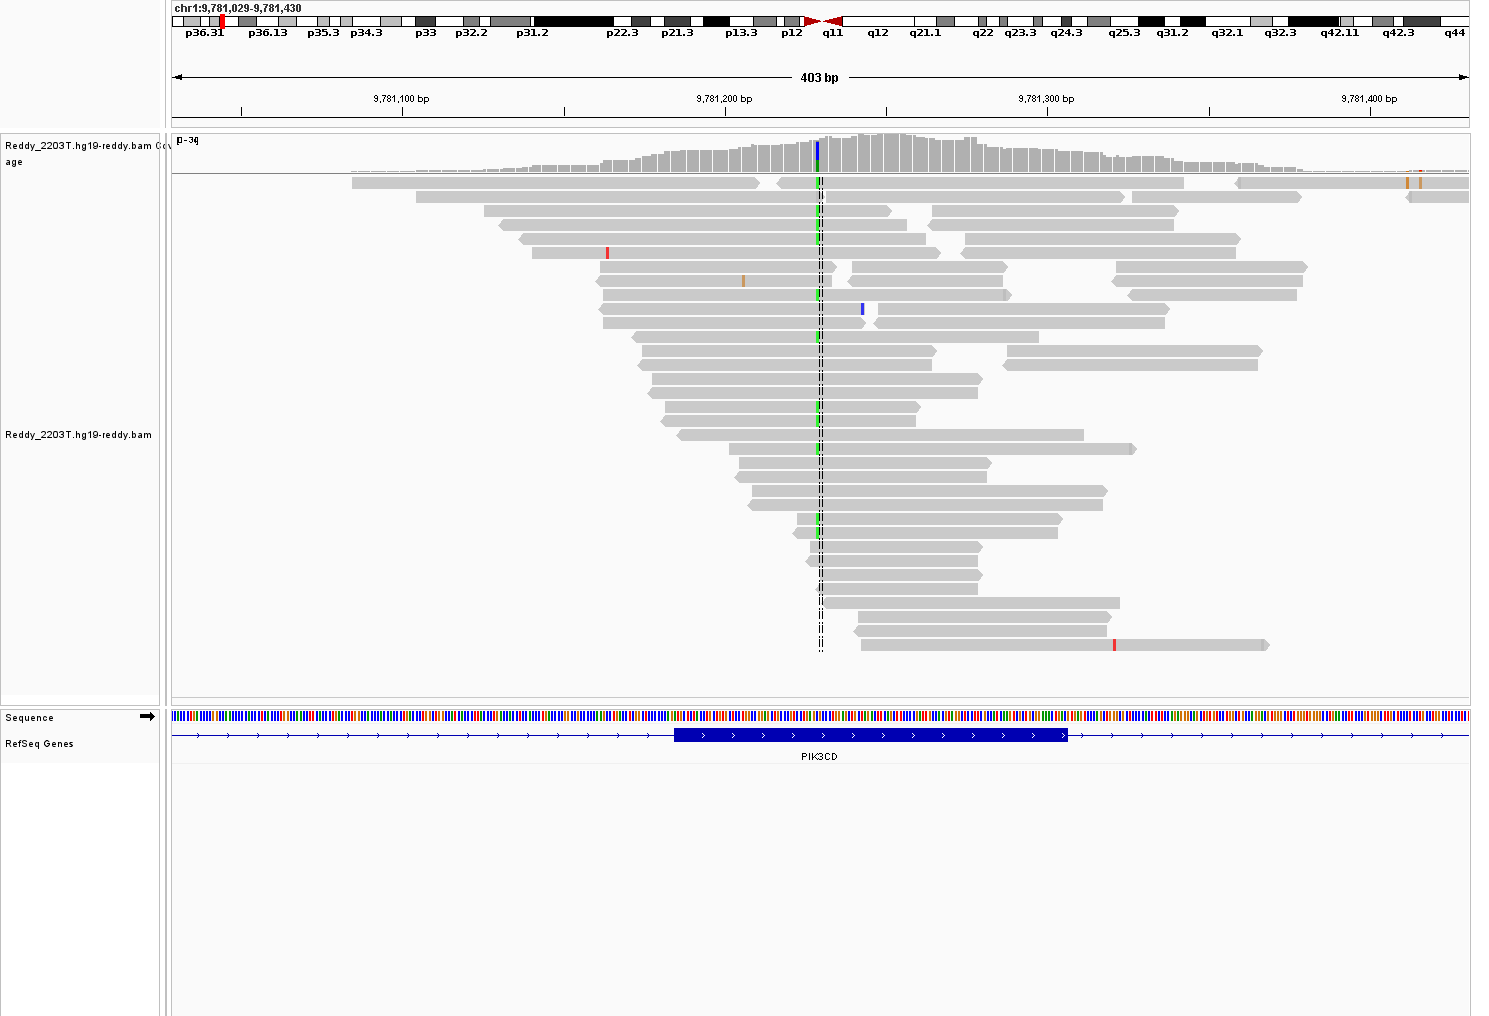 chr1:9,781,029-9,781,430
p36.31 p36.13 p35.3 p34.3 p33 p32.2 p31.2 p22.3 p21.3 p13.3 p12 q11 q12 q21.1 q22 q23.3 q24.3 q25.3 q31.2 q32.1 q32.3 q42.11 q42.3 q44
403 bp
9,781,100 bp 9,781,200 bp 9,781,300 bp 9,781,400 bp
Reddy_2203T.hg19-reddy.bam Cov
age
Reddy_2203T.hg19-reddy.bam
Sequence
RefSeq Genes
PIK3CD